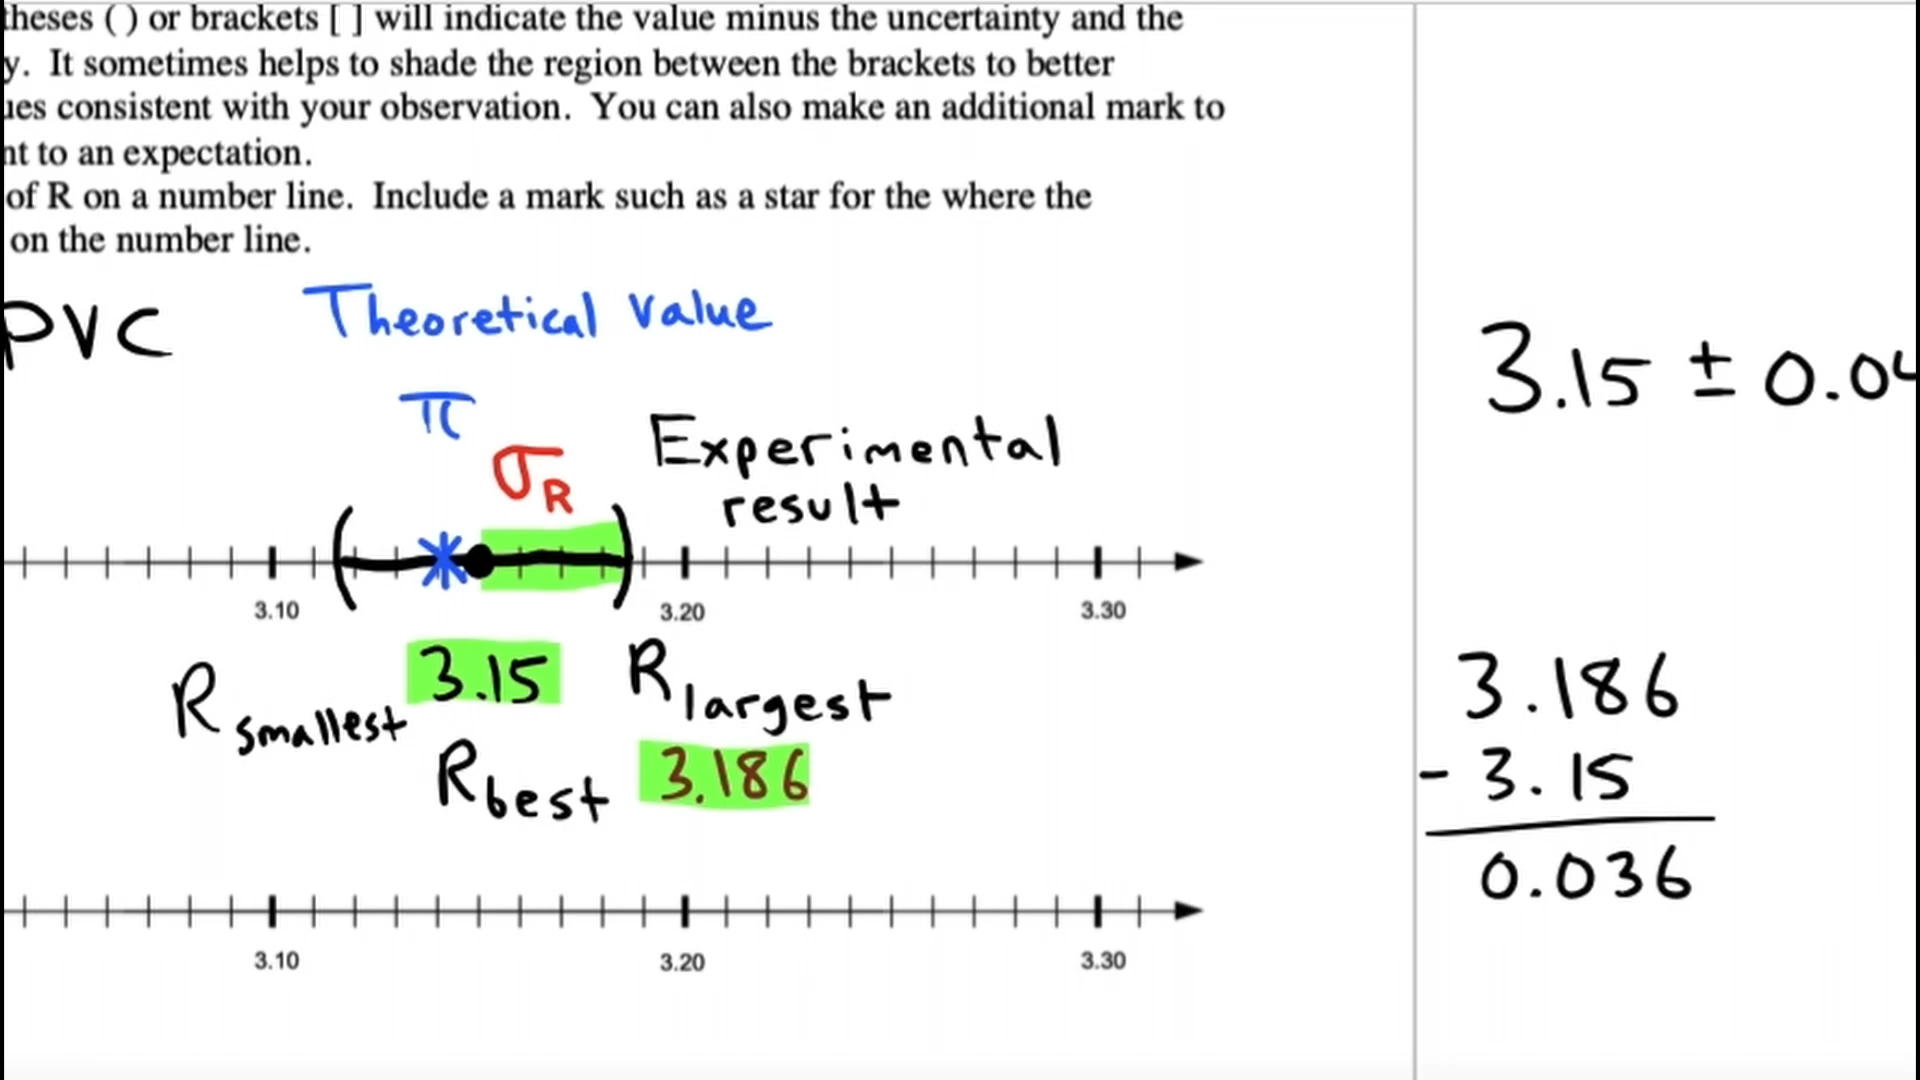 theses ( ) or brackets [ ] will indicate the value minus the uncertainty and the
y. It sometimes helps to shade the region between the brackets to better
ues consistent with your observation. You can also make an additional mark to
nt to an expectation.
of R on a number line. Include a mark such as a star for the where the
on the number line.
PVC Theoretical value
π
σR Experimental
result
3.10 3.20 3.30
Rsmallest 3.15 Rlargest
Rbest 3.186
3.10 3.20 3.30
3.15 ± 0.04
3.186
- 3.15
0.036